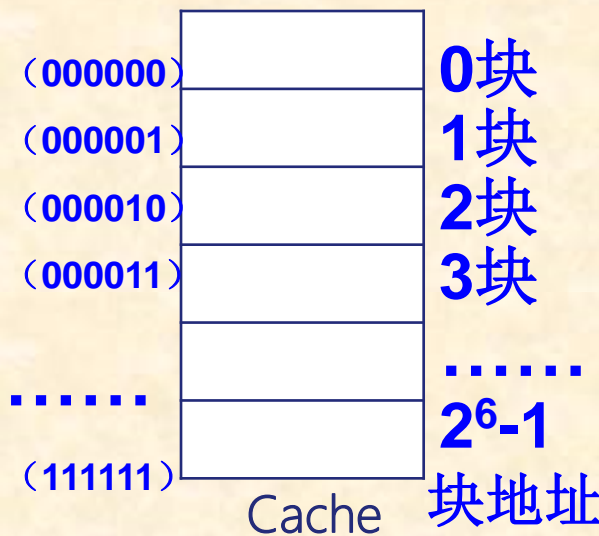 （000000） 0块
（000001） 1块
（000010） 2块
（000011） 3块
…… ……
2⁶-1
（111111） 块地址
Cache